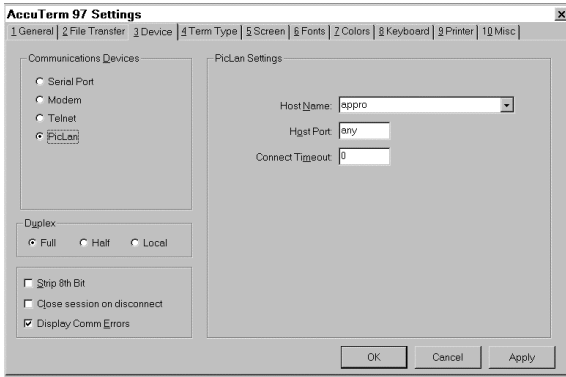 AccuTerm 97 Settings
1 General 2 File Transfer 3 Device 4 Term Type 5 Screen 6 Fonts 7 Colors 8 Keyboard 9 Printer 10 Misc
Communications Devices
Serial Port
Modem
Telnet
PicLan
PicLan Settings
Host Name: appro
Host Port: any
Connect Timeout: 0
Duplex
Full Half Local
Strip 8th Bit
Close session on disconnect
Display Comm Errors
OK Cancel Apply